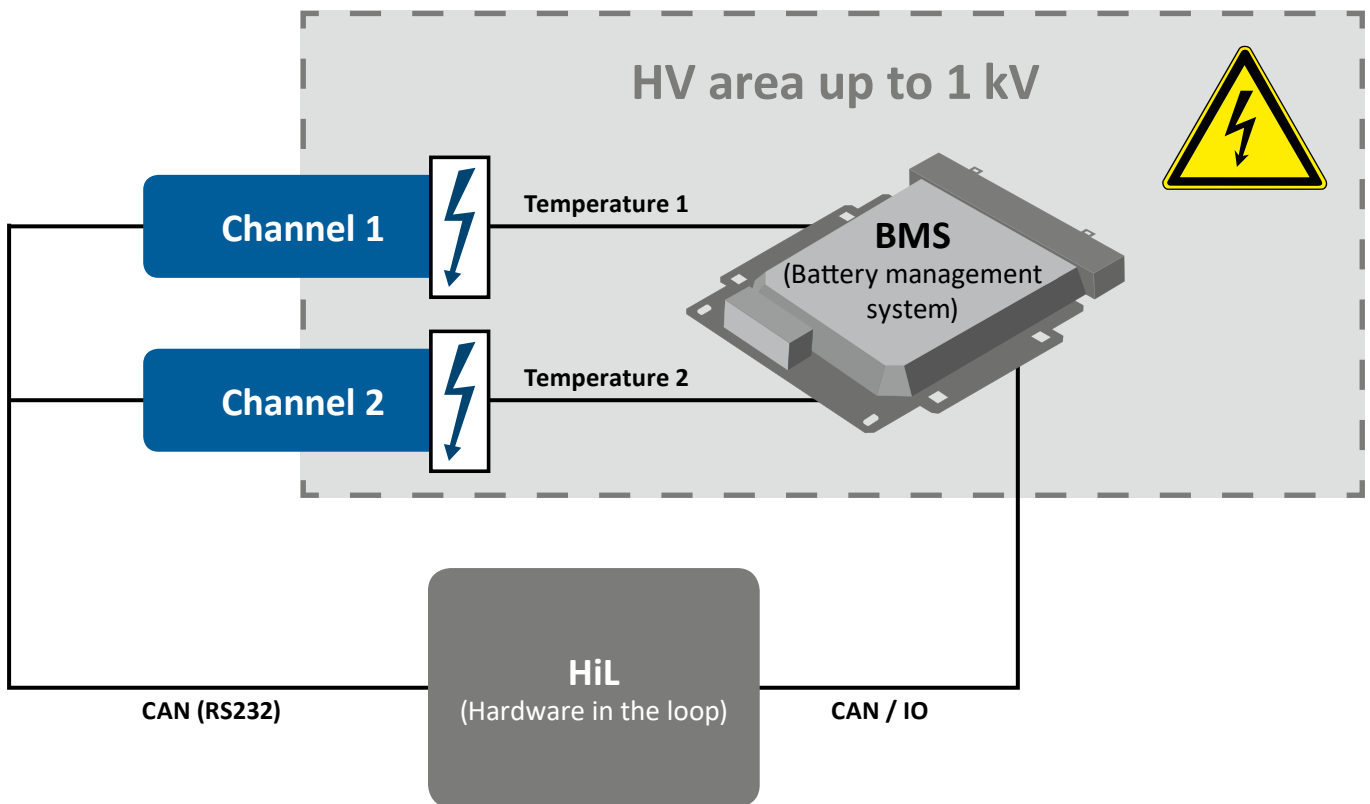 HV area up to 1 kV
Channel 1
Temperature 1
BMS
(Battery management
system)
Channel 2
Temperature 2
HiL
(Hardware in the loop)
CAN (RS232)
CAN / IO